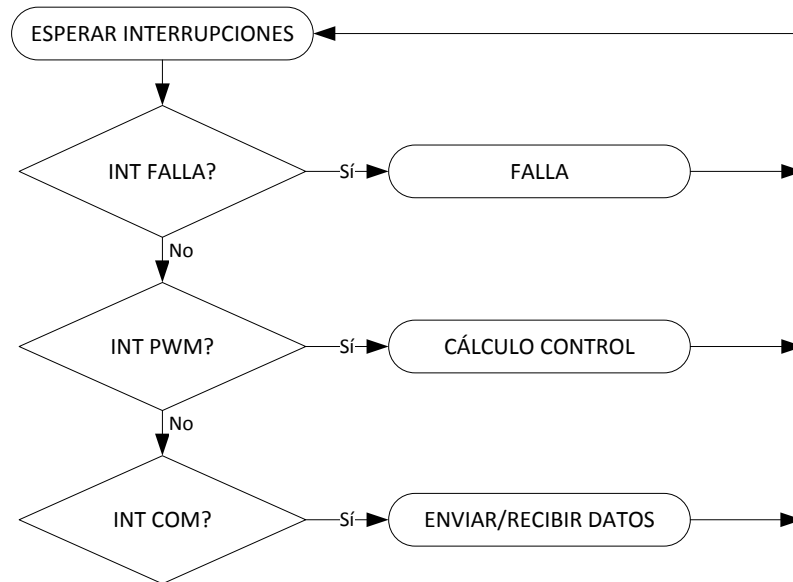 ESPERAR INTERRUPCIONES
INT FALLA?
Sí
FALLA
No
INT PWM?
Sí
CÁLCULO CONTROL
No
INT COM?
Sí
ENVIAR/RECIBIR DATOS